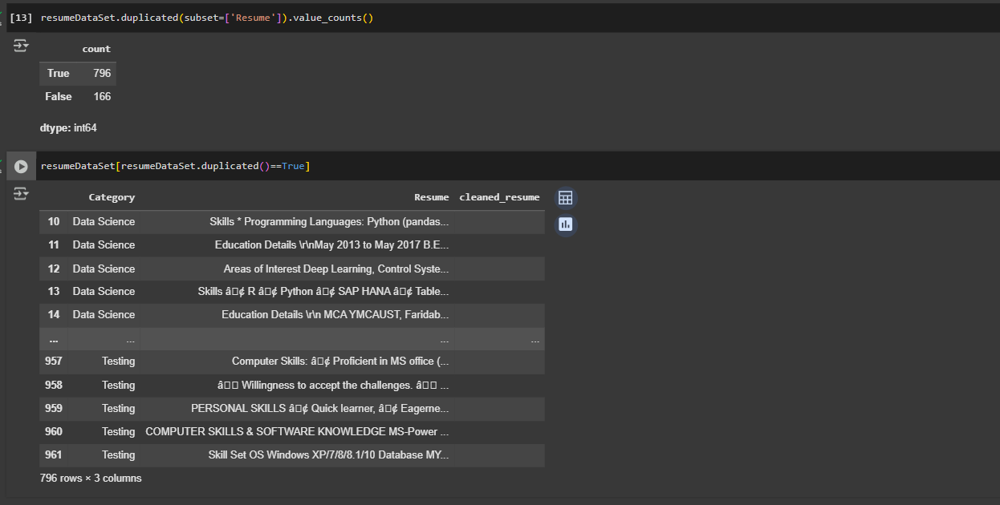 [13] resumeDataSet.duplicated(subset=['Resume']).value_counts()
count
True 796
False 166
dtype: int64
resumeDataSet[resumeDataSet.duplicated()==True]
Category Resume cleaned_resume
10 Data Science Skills * Programming Languages: Python (pandas...
11 Data Science Education Details \r\nMay 2013 to May 2017 B.E...
12 Data Science Areas of Interest Deep Learning, Control Syste...
13 Data Science Skills â□¢ R â□¢ Python â□¢ SAP HANA â□¢ Table...
14 Data Science Education Details \r\n MCA YMCAUST, Faridab...
... ... ... ...
957 Testing Computer Skills: â□¢ Proficient in MS office (...
958 Testing â□□ Willingness to accept the challenges. â□□ ...
959 Testing PERSONAL SKILLS â□¢ Quick learner, â□¢ Eagerne...
960 Testing COMPUTER SKILLS & SOFTWARE KNOWLEDGE MS-Power ...
961 Testing Skill Set OS Windows XP/7/8/8.1/10 Database MY...
796 rows × 3 columns